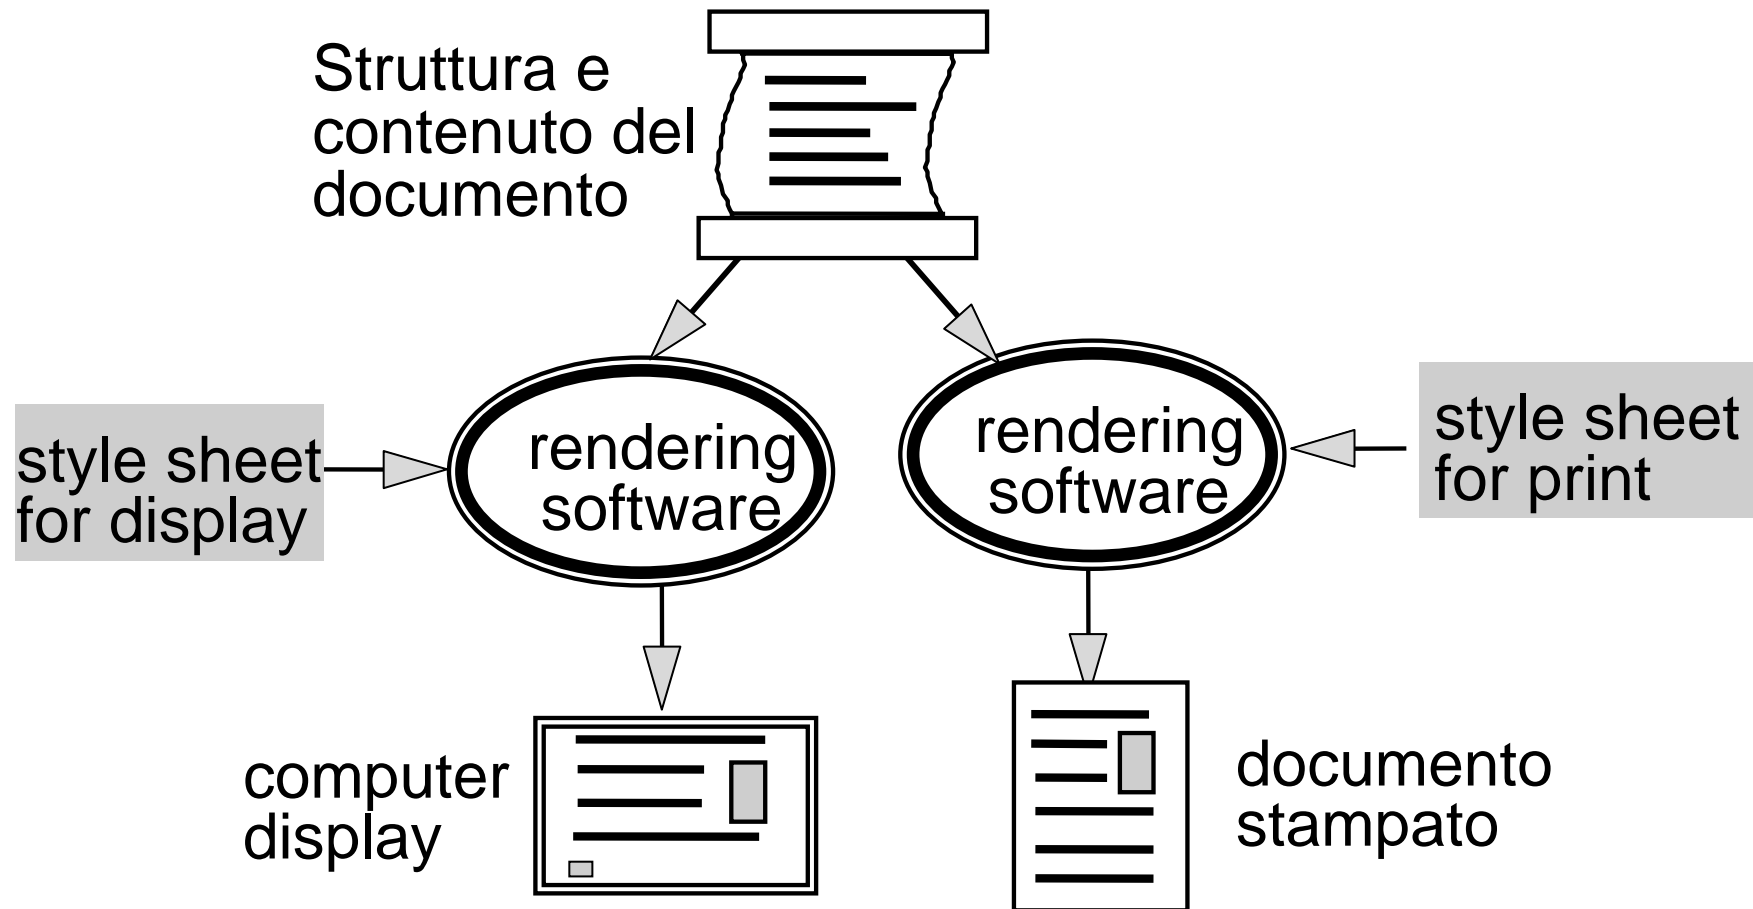 Struttura e
contenuto del
documento
style sheet
for display
rendering
software
rendering
software
style sheet
for print
computer
display
documento
stampato